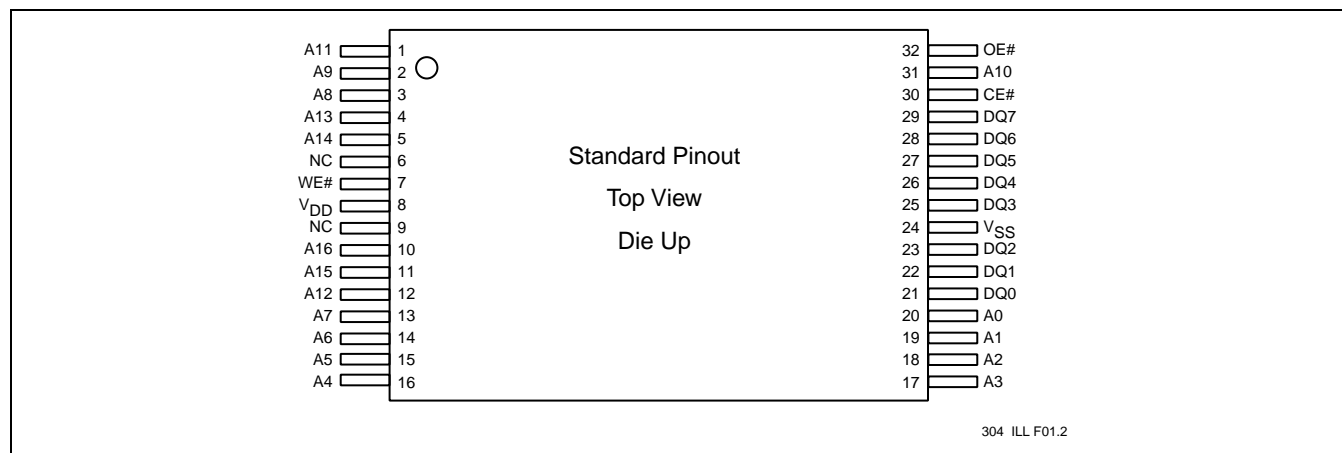 A11 1 32 OE#
A9 2 31 A10
A8 3 30 CE#
A13 4 29 DQ7
A14 5 28 DQ6
NC 6 27 DQ5
WE# 7 26 DQ4
VDD 8 25 DQ3
NC 9 24 VSS
A16 10 23 DQ2
A15 11 22 DQ1
A12 12 21 DQ0
A7 13 20 A0
A6 14 19 A1
A5 15 18 A2
A4 16 17 A3
Standard Pinout
Top View
Die Up
304 ILL F01.2